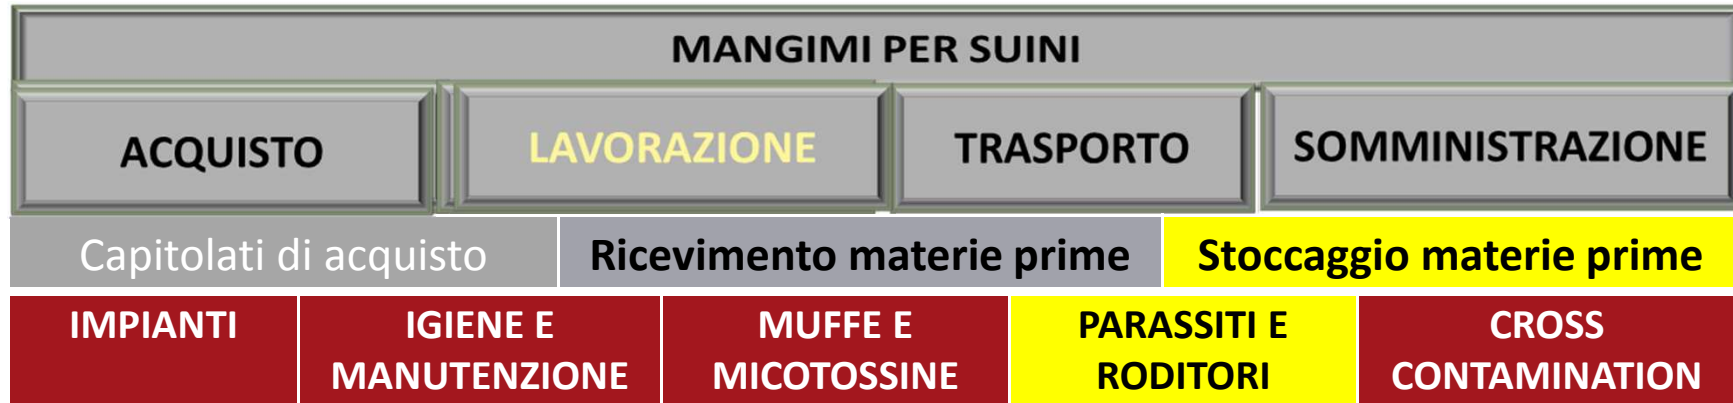 MANGIMI PER SUINI
ACQUISTO
LAVORAZIONE
TRASPORTO
SOMMINISTRAZIONE
Capitolati di acquisto
Ricevimento materie prime
Stoccaggio materie prime
IMPIANTI
IGIENE E
MANUTENZIONE
MUFFE E
MICOTOSSINE
PARASSITI E
RODITORI
CROSS
CONTAMINATION